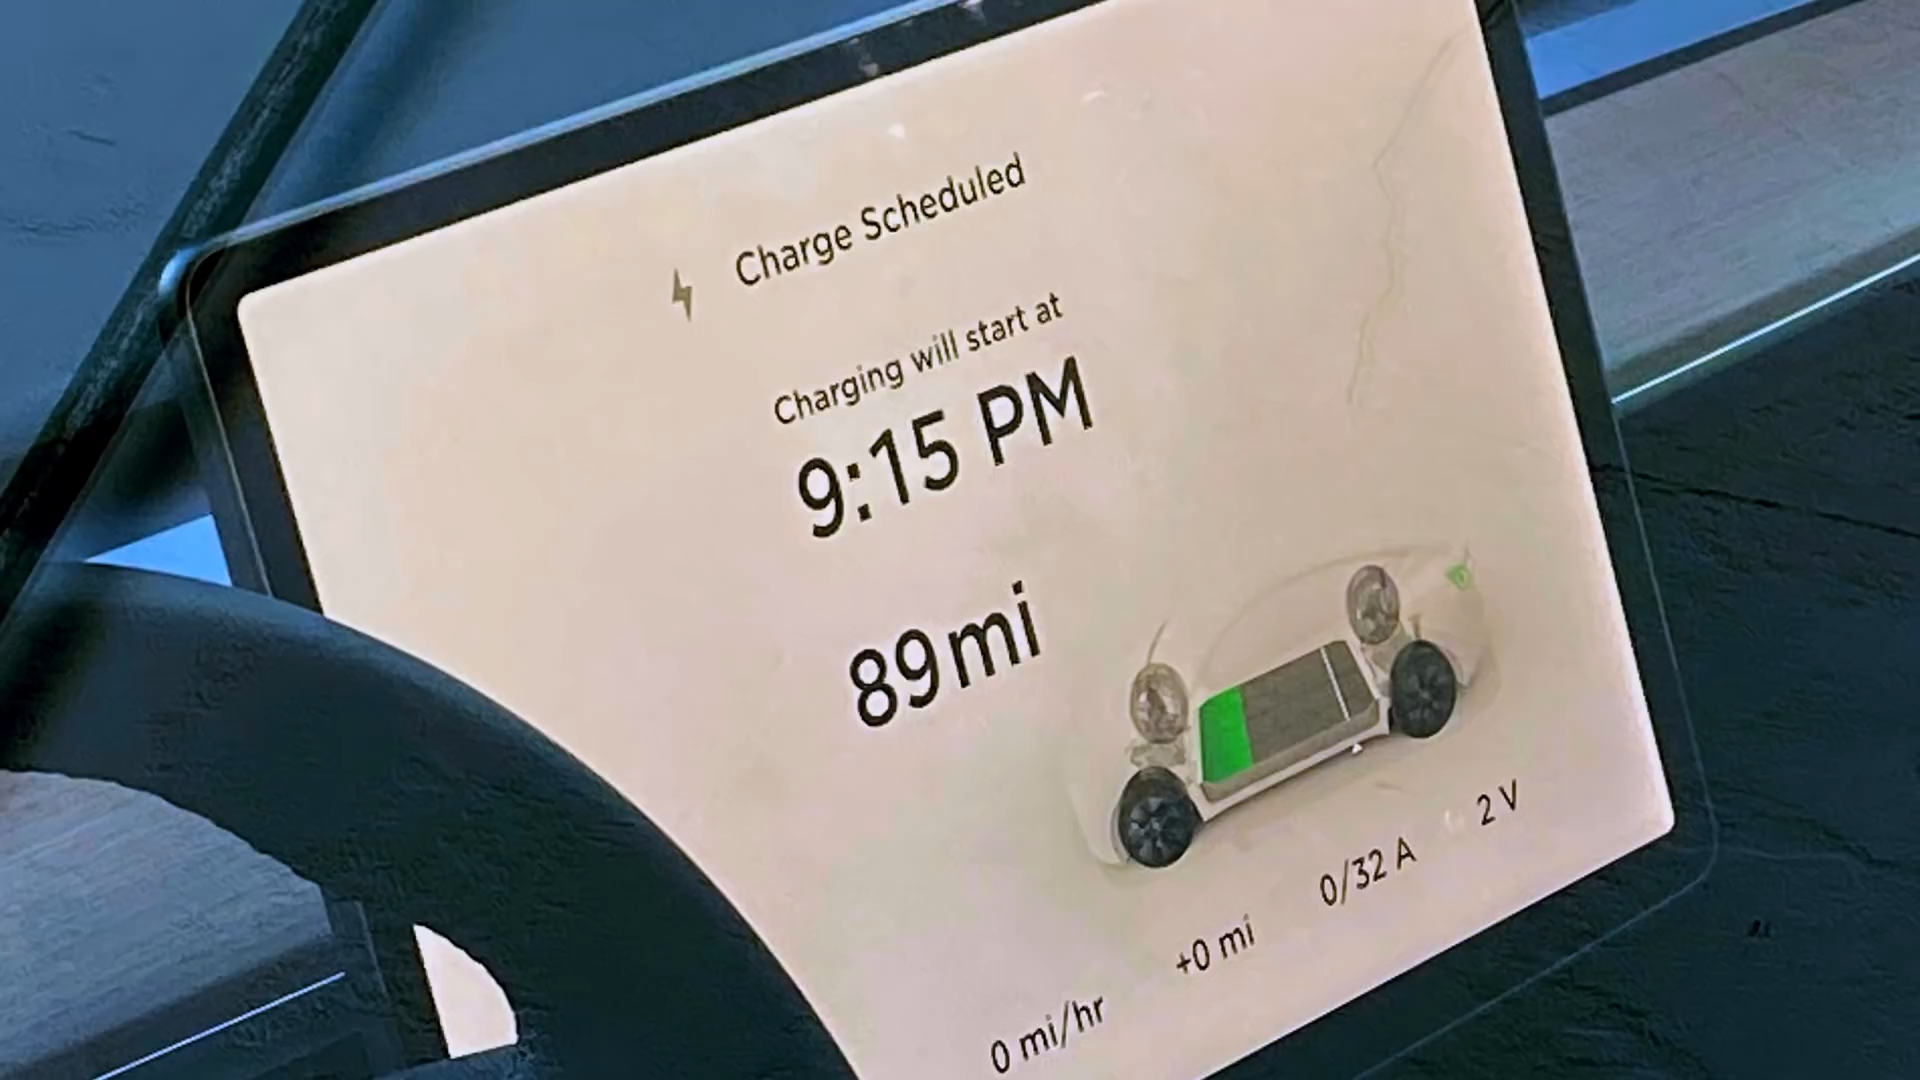 Charge Scheduled
Charging will start at
9:15 PM
89 mi
0 mi/hr +0 mi 0/32 A 2 V